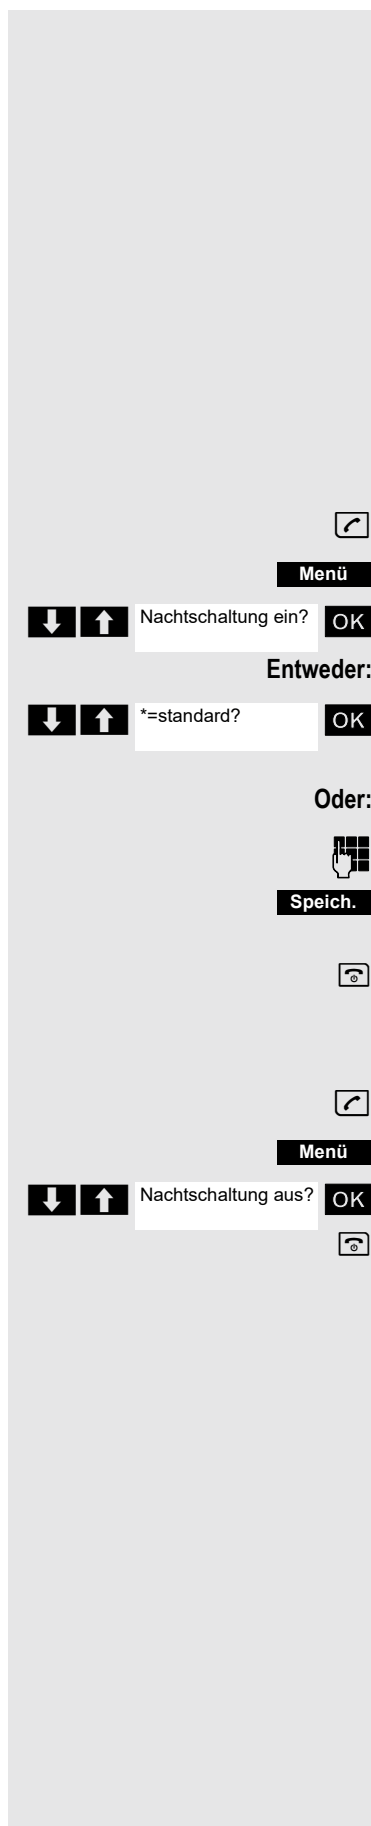 Menü
Nachtschaltung ein? OK
Entweder:
*=standard? OK
Oder:
Speich.
Menü
Nachtschaltung aus? OK